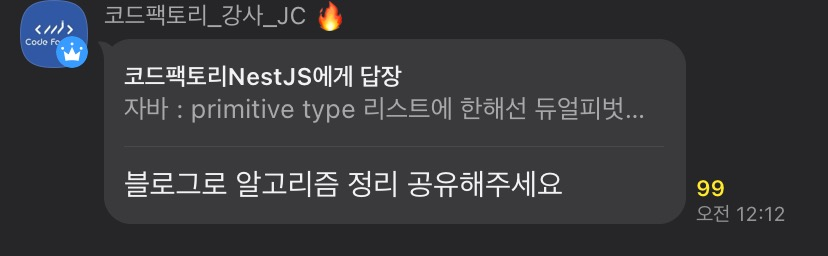 코드팩토리_강사_JC 🔥
</m/>
코드팩토리NestJS에게 답장
자바 : primitive type 리스트에 한해선 듀얼피벗...
블로그로 알고리즘 정리 공유해주세요
99
오전 12:12